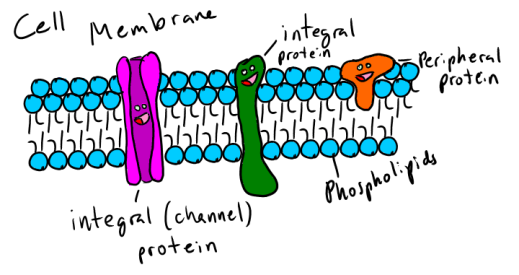 Cell Membrane
integral
protein
Peripheral
protein
Phospholipids
integral (channel)
protein